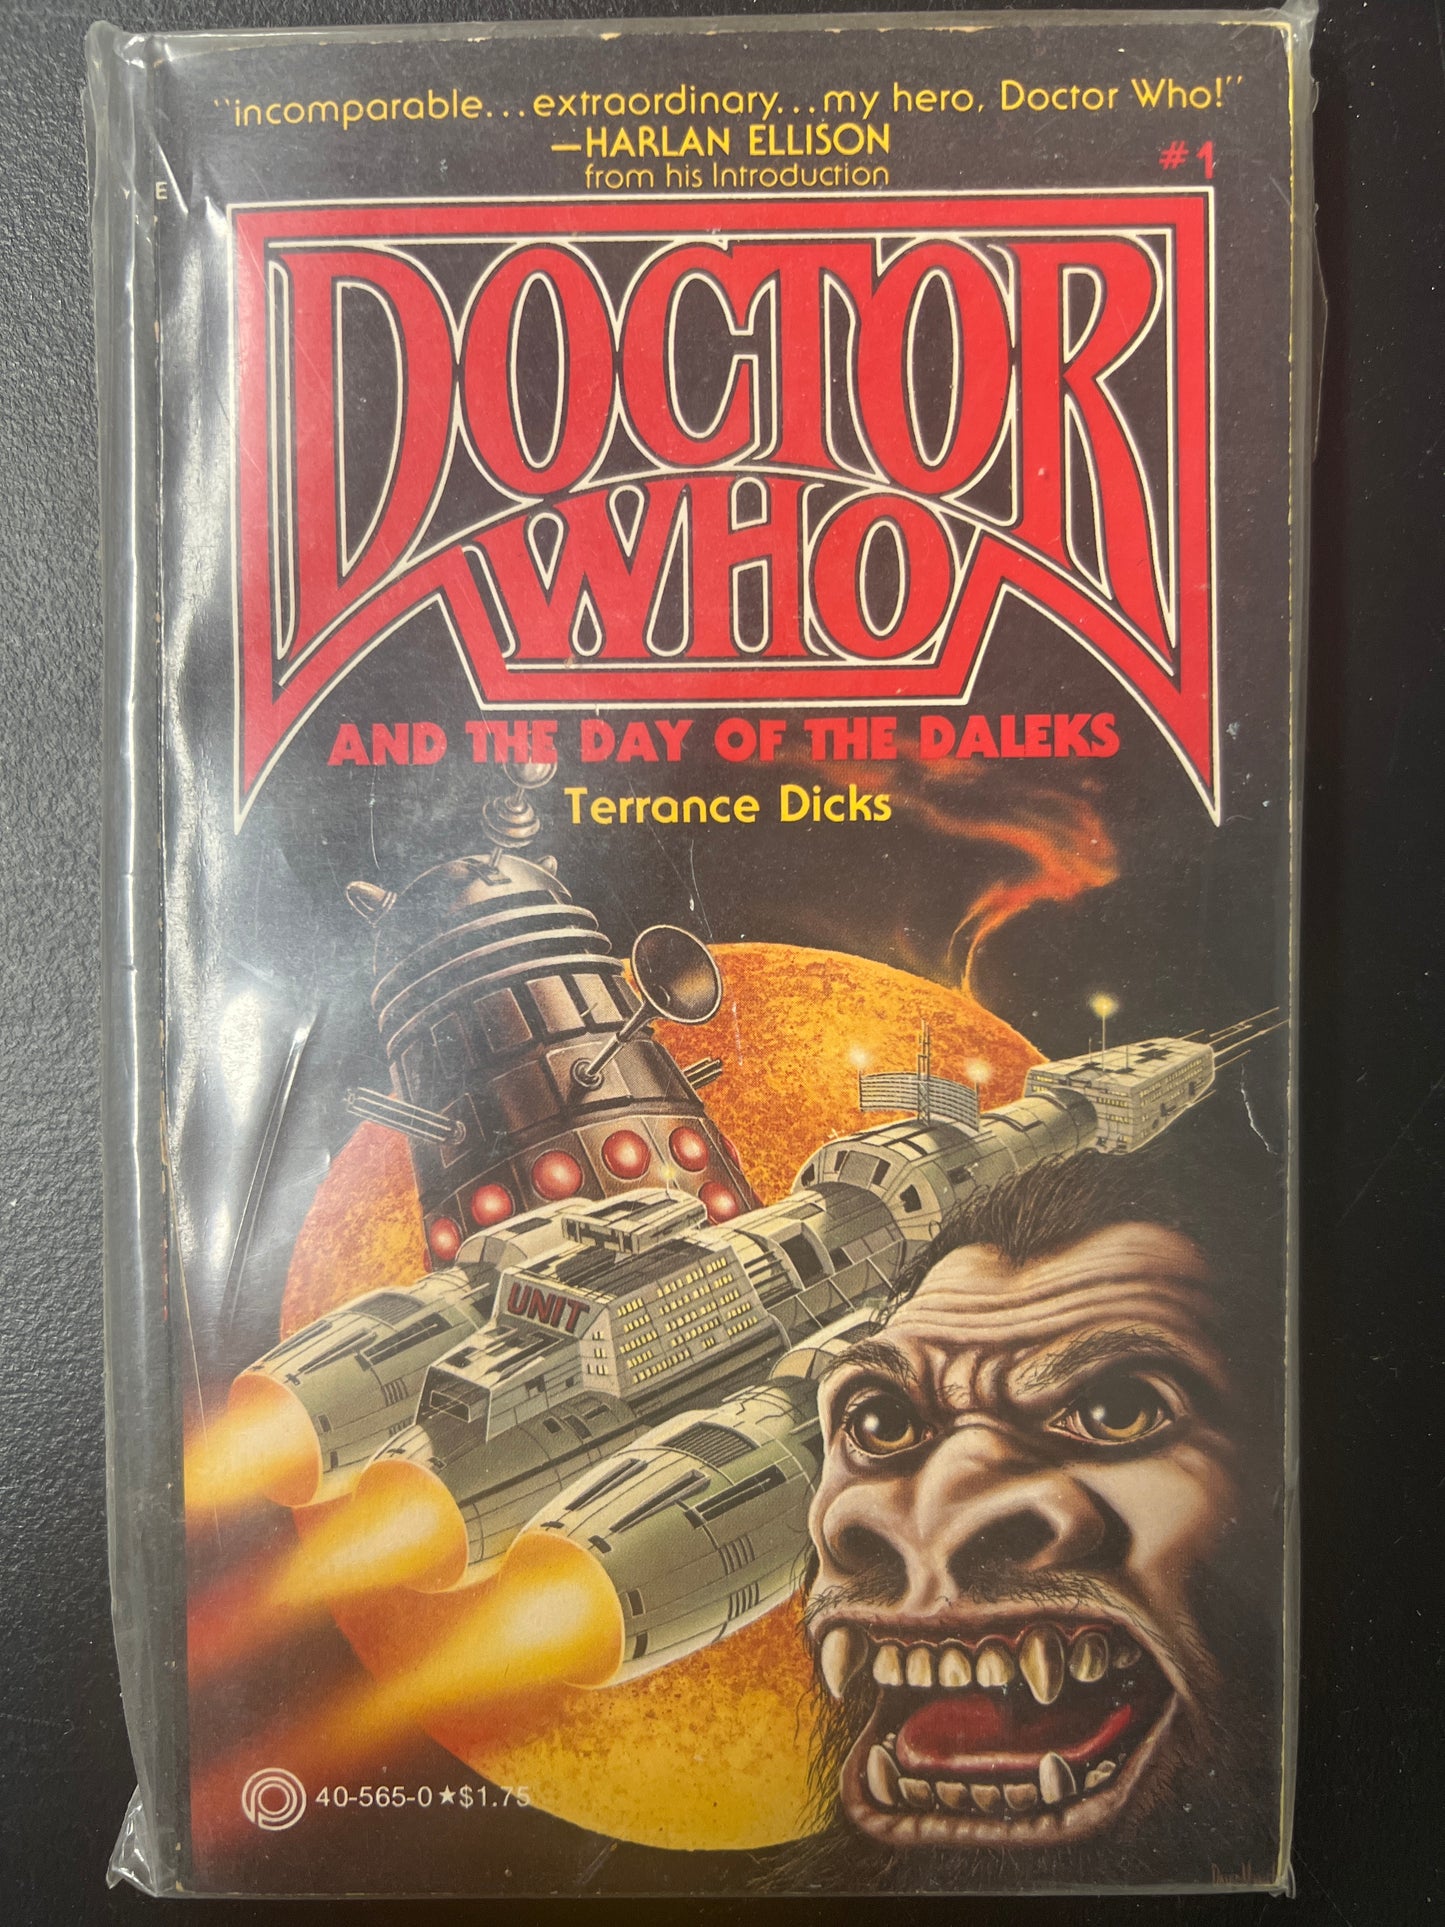 "incomparable...extraordinary...my hero, Doctor Who!"
—HARLAN ELLISON
from his Introduction
#1
DOCTOR
WHO
AND THE DAY OF THE DALEKS
Terrance Dicks
UNIT
40-565-0★$1.75